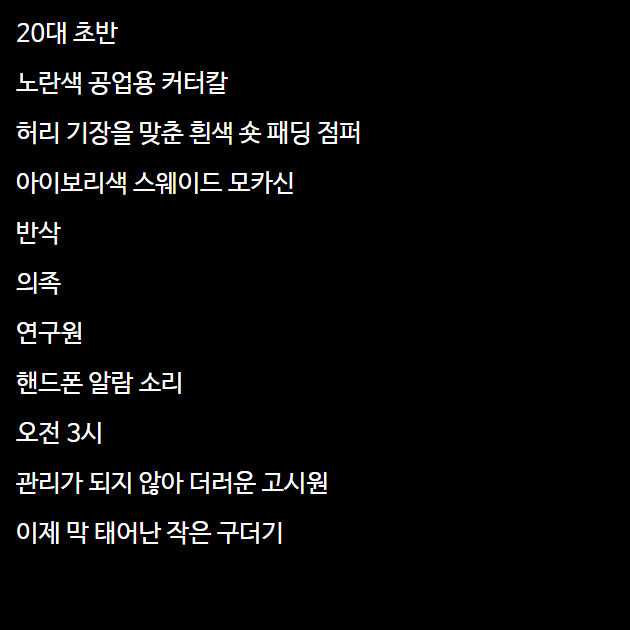 20대 초반
노란색 공업용 커터칼
허리 기장을 맞춘 흰색 숏 패딩 점퍼
아이보리색 스웨이드 모카신
반삭
의족
연구원
핸드폰 알람 소리
오전 3시
관리가 되지 않아 더러운 고시원
이제 막 태어난 작은 구더기